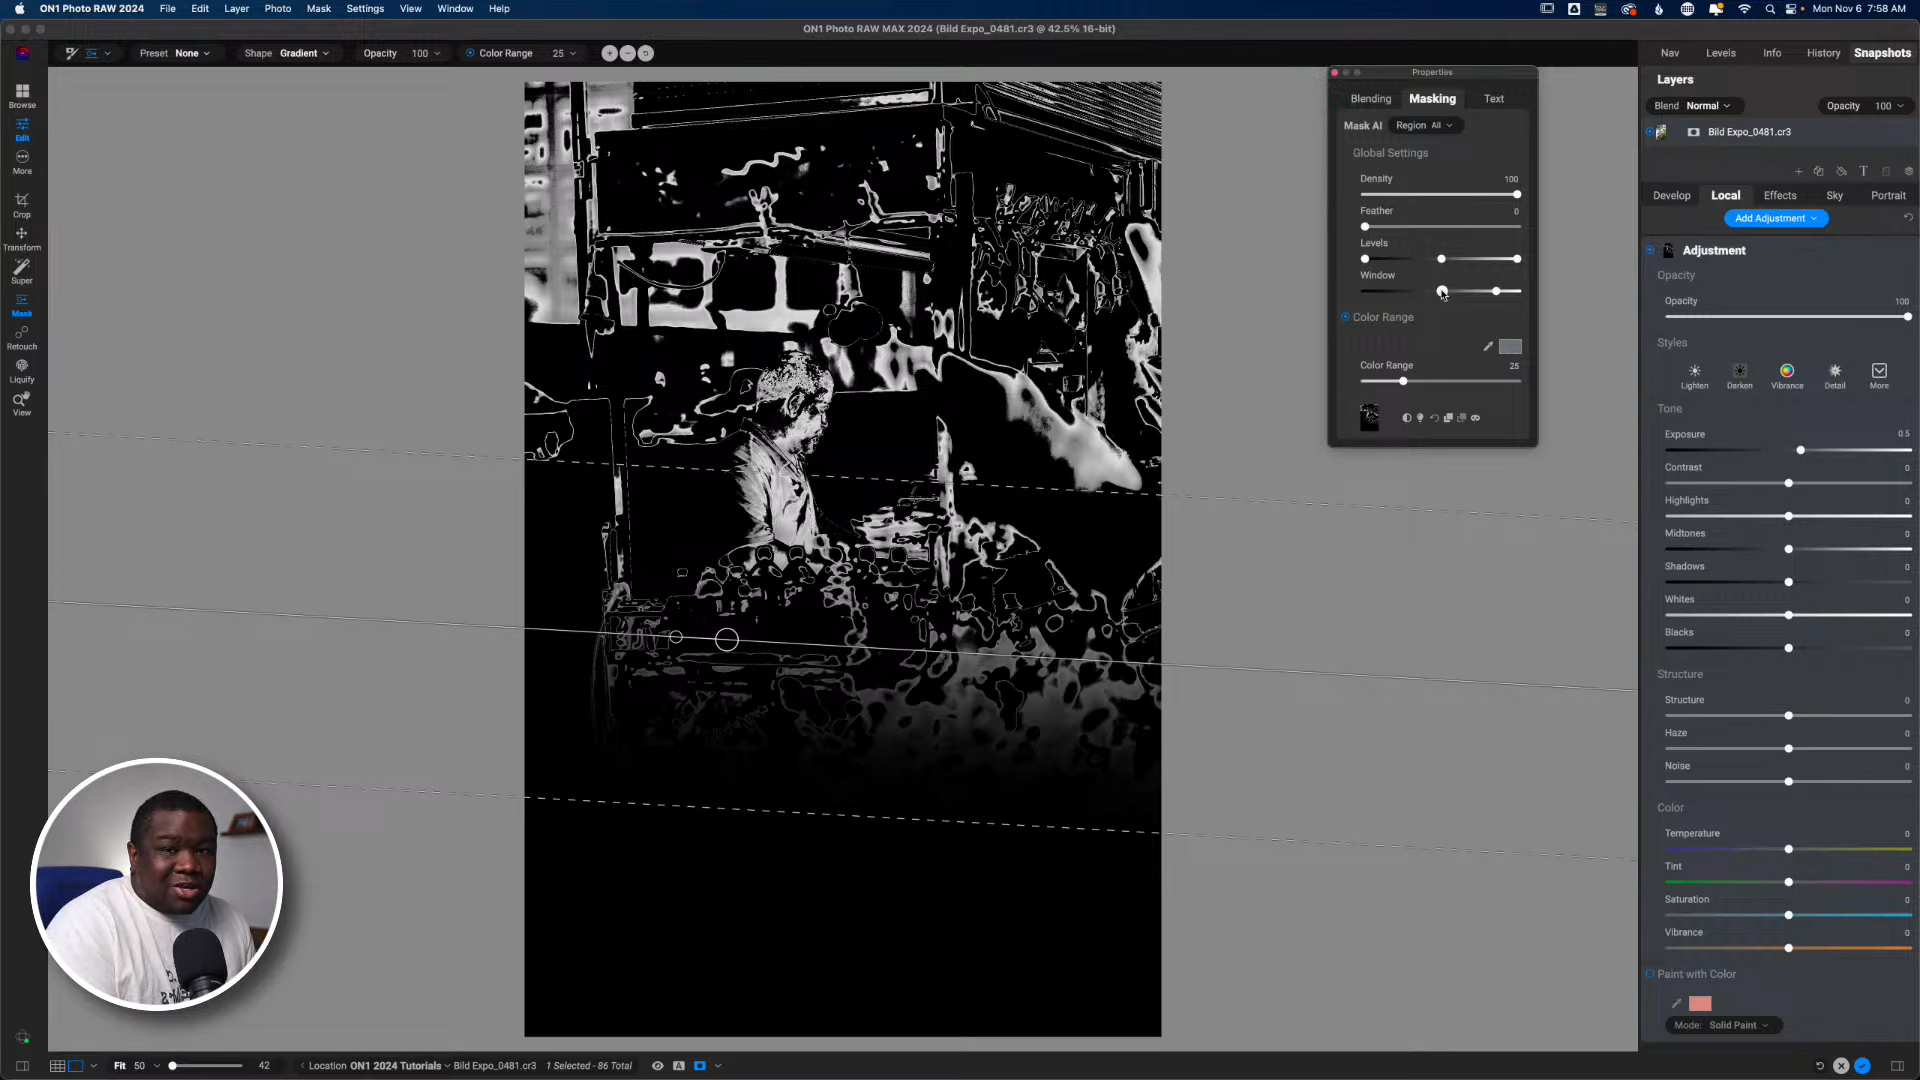 ON1 Photo RAW 2024 File Edit Layer Photo Mask Settings View Window Help Mon Nov 6 7:58 AM
ON1 Photo RAW MAX 2024 (Bild Expo_0481.cr3 @ 42.5% 16-bit)
Preset None Shape Gradient Opacity 100 Color Range 25
Nav Levels Info History Snapshots
Browse
Edit
More
Crop
Transform
Super
Mask
Retouch
Liquify
View
Properties
Blending Masking Text
Mask AI Region All
Global Settings
Density 100
Feather 0
Levels
Window
Color Range
Color Range 25
Layers
Blend Normal Opacity 100
Bild Expo_0481.cr3
Develop Local Effects Sky Portrait
Add Adjustment
Adjustment
Opacity
Opacity 100
Styles
Lighten Darken Vibrance Detail More
Tone
Exposure 0.5
Contrast 0
Highlights 0
Midtones 0
Shadows 0
Whites 0
Blacks 0
Structure
Structure 0
Haze 0
Noise 0
Color
Temperature 0
Tint 0
Saturation 0
Vibrance 0
Paint with Color
Mode: Solid Paint
Fit 50 42 Location ON1 2024 Tutorials Bild Expo_0481.cr3 1 Selected - 86 Total